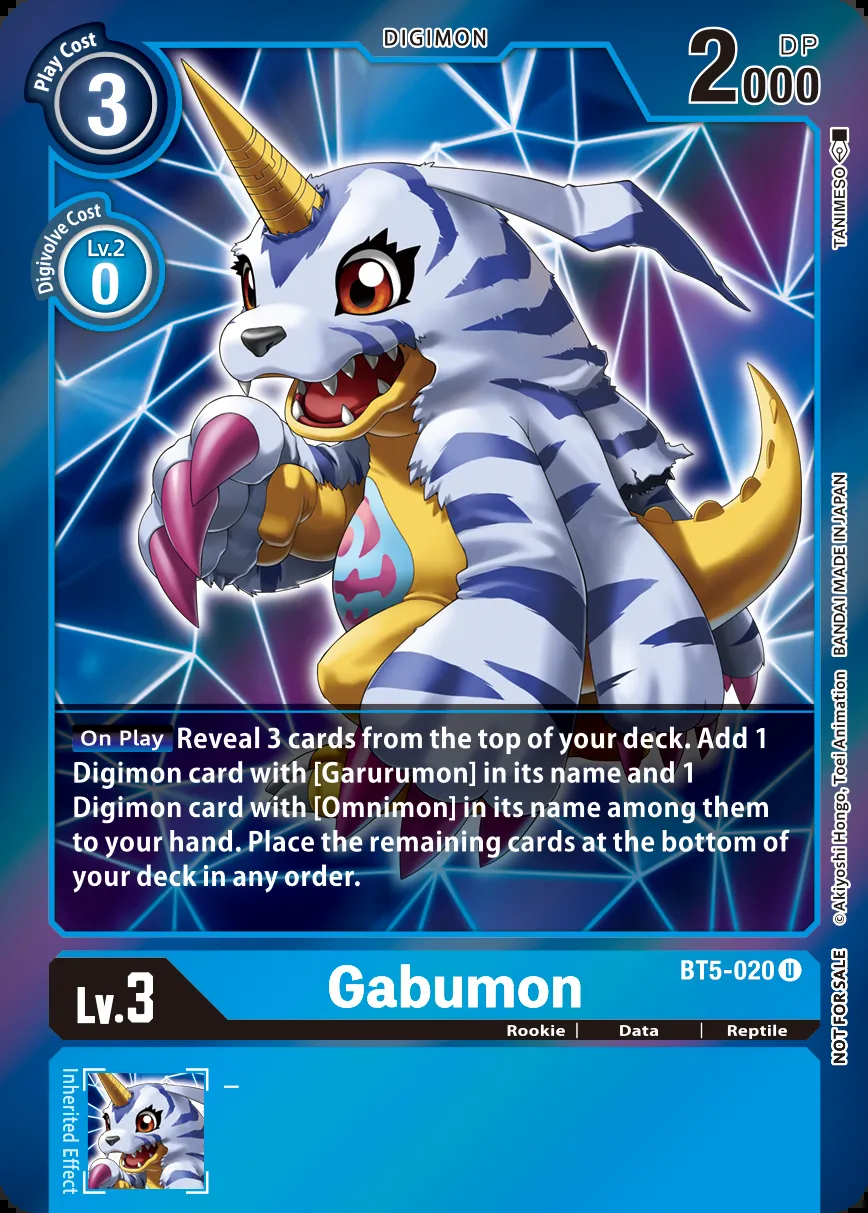 DIGIMON
Play Cost
3
DP
2000
Digivolve Cost
Lv.2
0
TANIMESO
On Play Reveal 3 cards from the top of your deck. Add 1
Digimon card with [Garurumon] in its name and 1
Digimon card with [Omnimon] in its name among them
to your hand. Place the remaining cards at the bottom of
your deck in any order.
©Akiyoshi Hongo, Toei Animation BANDAI MADE IN JAPAN
NOT FOR SALE
Lv.3
Gabumon
BT5-020 U
Rookie | Data | Reptile
Inherited Effect
–